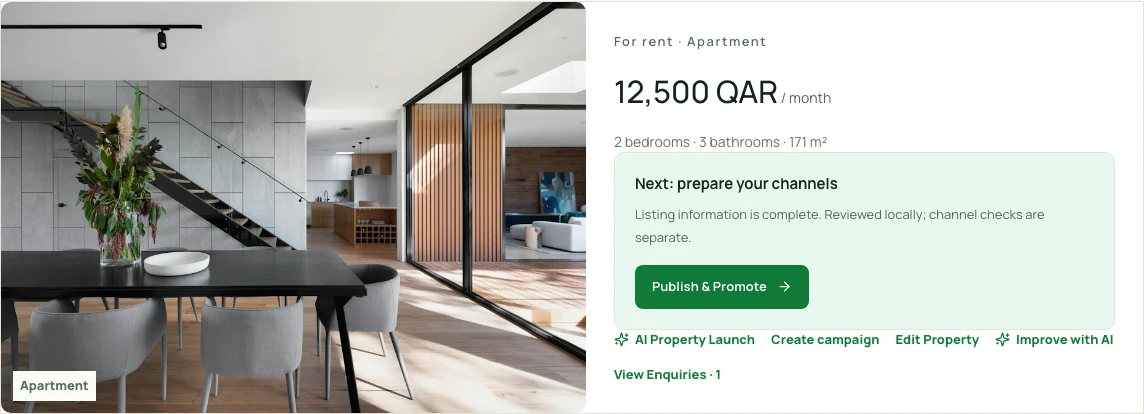 For rent · Apartment
12,500 QAR / month
2 bedrooms · 3 bathrooms · 171 m²
Next: prepare your channels
Listing information is complete. Reviewed locally; channel checks are
separate.
Publish & Promote →
AI Property Launch Create campaign Edit Property Improve with AI
View Enquiries · 1
Apartment